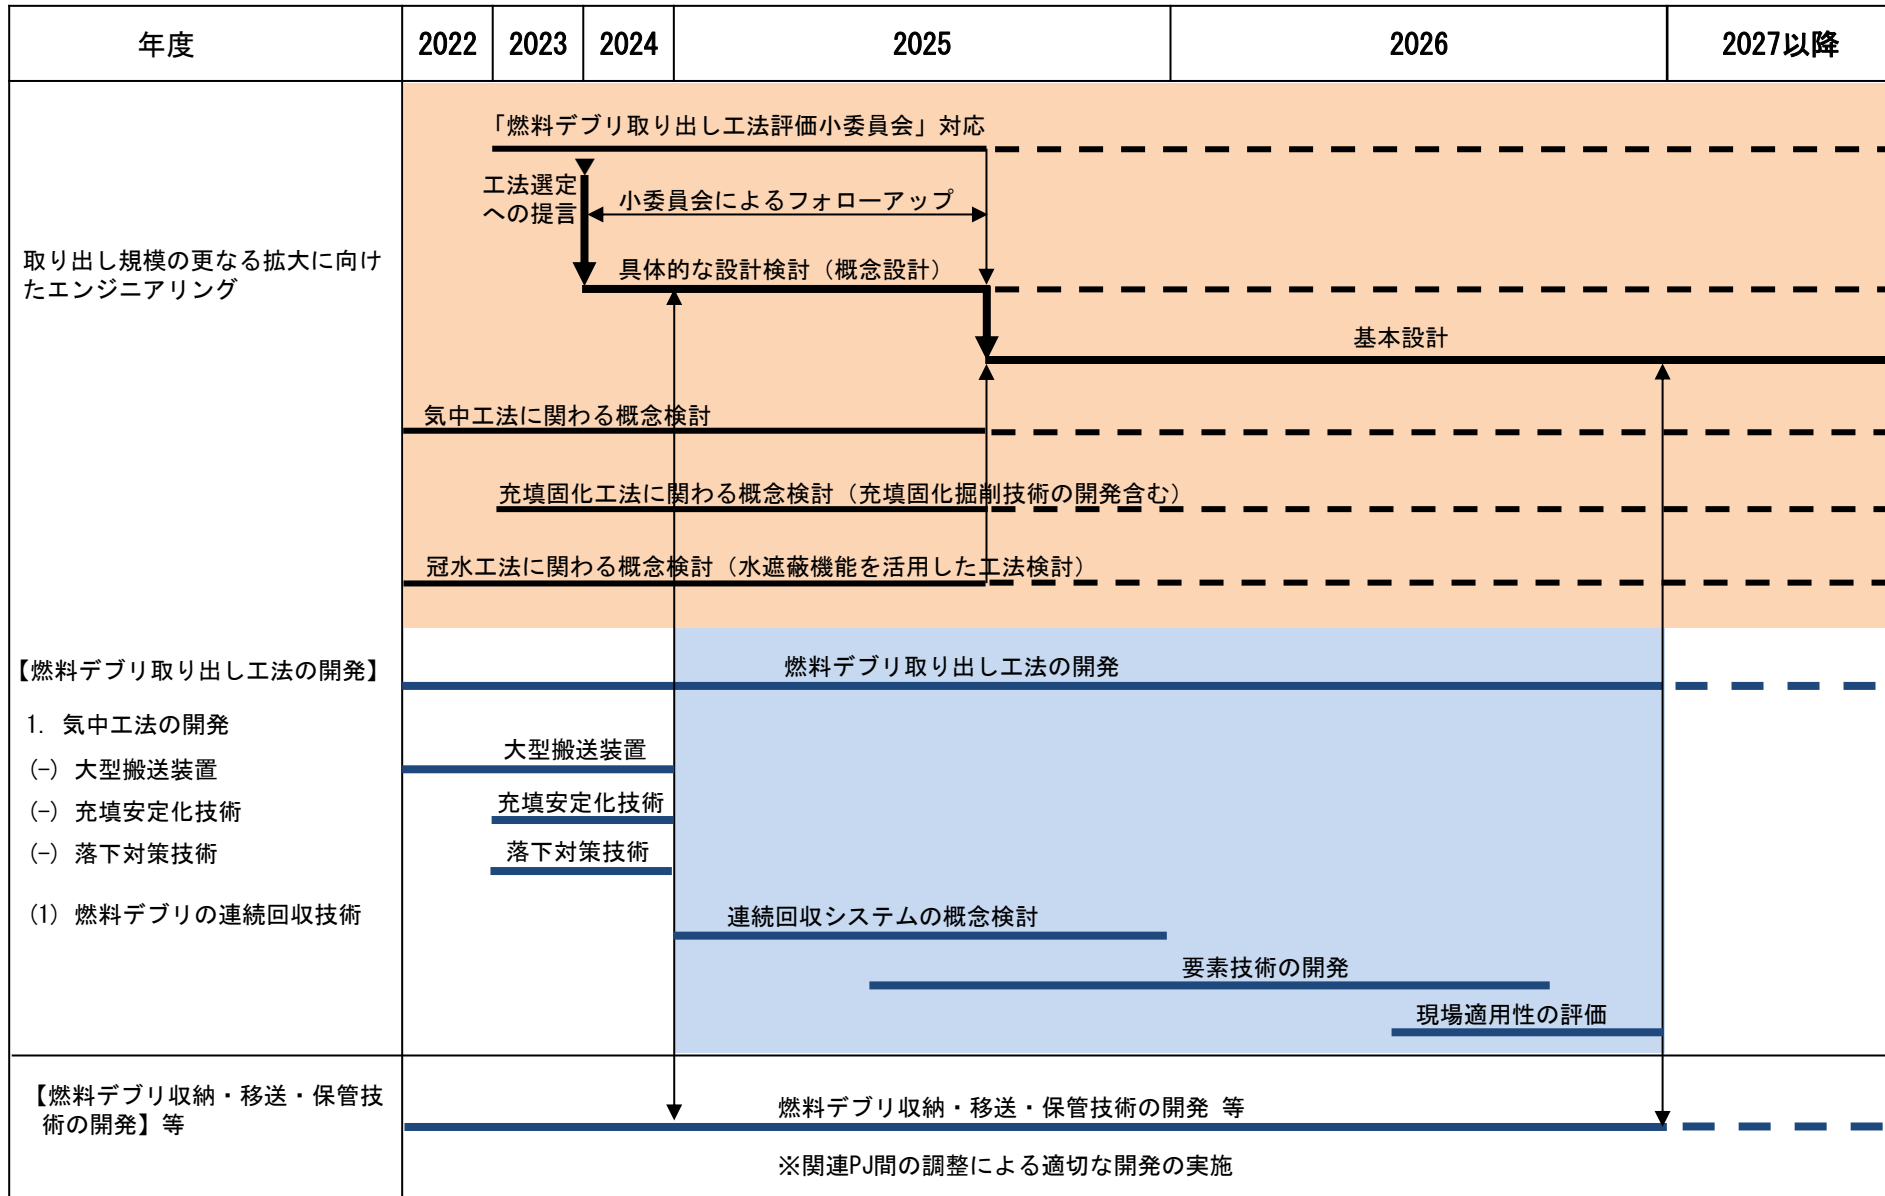 年度
2022
2023
2024
2025
2026
2027以降
取り出し規模の更なる拡大に向け
たエンジニアリング
「燃料デブリ取り出し工法評価小委員会」対応
工法選定
への提言
小委員会によるフォローアップ
具体的な設計検討（概念設計）
基本設計
気中工法に関わる概念検討
充填固化工法に関わる概念検討（充填固化掘削技術の開発含む）
冠水工法に関わる概念検討（水遮蔽機能を活用した工法検討）
【燃料デブリ取り出し工法の開発】
燃料デブリ取り出し工法の開発
1. 気中工法の開発
(-) 大型搬送装置
大型搬送装置
(-) 充填安定化技術
充填安定化技術
(-) 落下対策技術
落下対策技術
(1) 燃料デブリの連続回収技術
連続回収システムの概念検討
要素技術の開発
現場適用性の評価
【燃料デブリ収納・移送・保管技
術の開発】等
燃料デブリ収納・移送・保管技術の開発 等
※関連PJ間の調整による適切な開発の実施